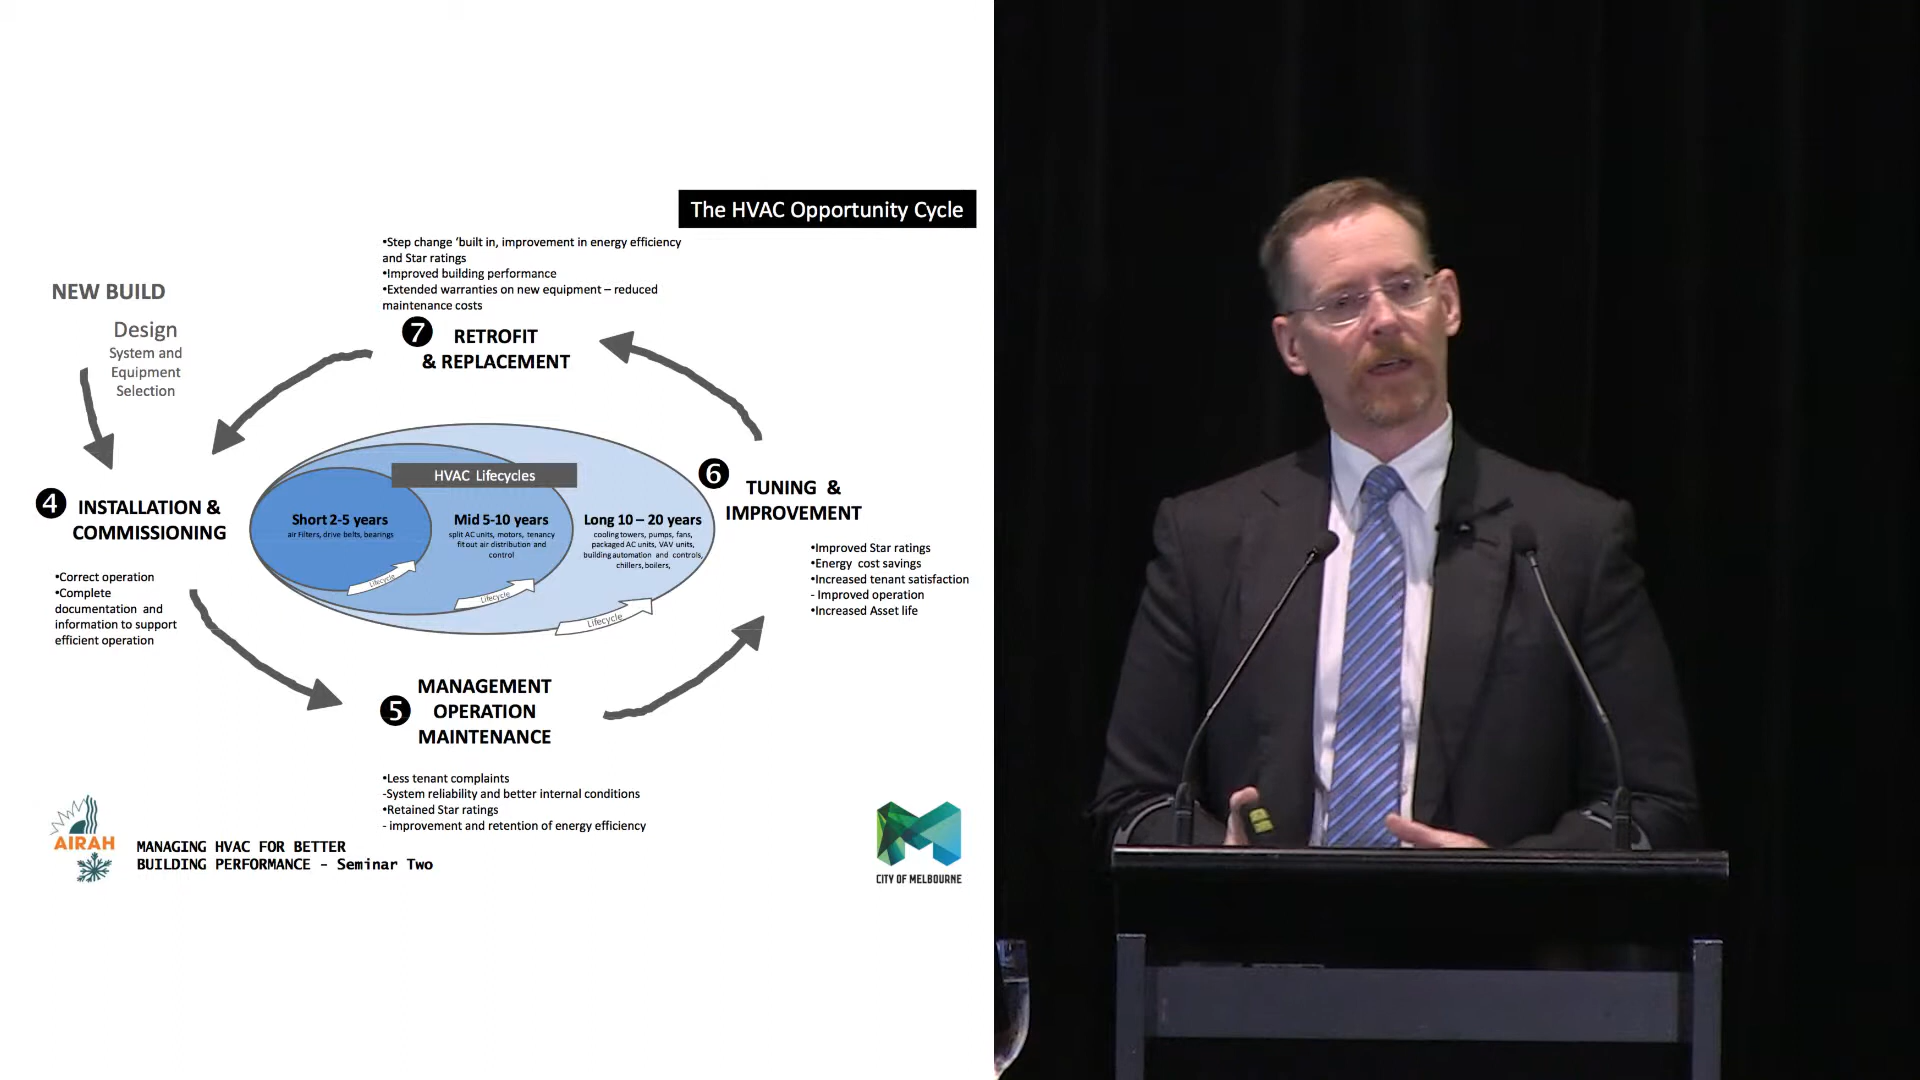 The HVAC Opportunity Cycle
•Step change ‘built in, improvement in energy efficiency
and Star ratings
•Improved building performance
•Extended warranties on new equipment – reduced
maintenance costs
NEW BUILD
Design
System and
Equipment
Selection
7 RETROFIT
& REPLACEMENT
HVAC Lifecycles
4 INSTALLATION &
COMMISSIONING
•Correct operation
•Complete
documentation and
information to support
efficient operation
Short 2-5 years
air Filters, drive belts, bearings
Lifecycle
Mid 5-10 years
split AC units, motors, tenancy
fit out air distribution and
control
Lifecycle
Long 10 – 20 years
cooling towers, pumps, fans,
packaged AC units, VAV units,
building automation and controls,
chillers, boilers,
Lifecycle
6 TUNING &
IMPROVEMENT
•Improved Star ratings
•Energy cost savings
•Increased tenant satisfaction
- Improved operation
•Increased Asset life
5 MANAGEMENT
OPERATION
MAINTENANCE
•Less tenant complaints
-System reliability and better internal conditions
•Retained Star ratings
- improvement and retention of energy efficiency
AIRAH
MANAGING HVAC FOR BETTER
BUILDING PERFORMANCE - Seminar Two
CITY OF MELBOURNE